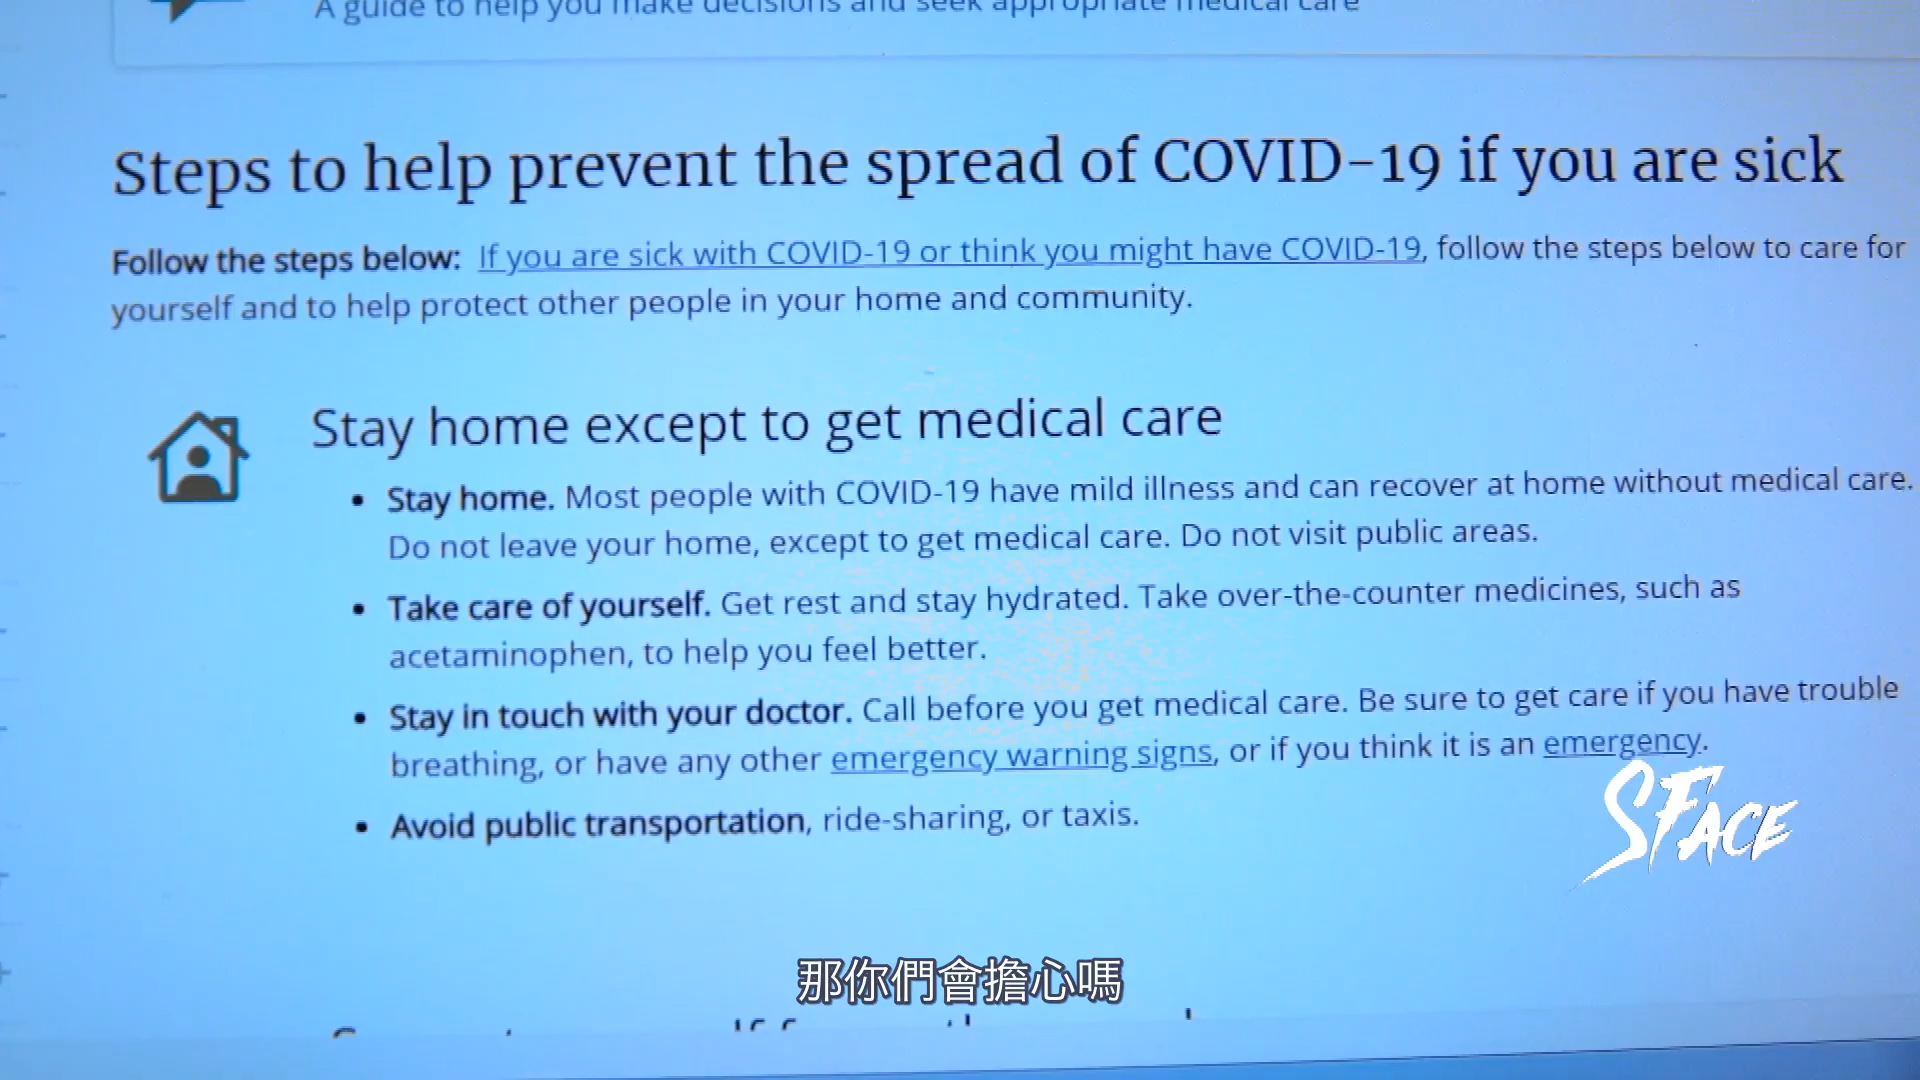 A guide to help you make decisions and seek appropriate medical care
Steps to help prevent the spread of COVID-19 if you are sick
Follow the steps below: If you are sick with COVID-19 or think you might have COVID-19, follow the steps below to care for
yourself and to help protect other people in your home and community.
Stay home except to get medical care
• Stay home. Most people with COVID-19 have mild illness and can recover at home without medical care.
Do not leave your home, except to get medical care. Do not visit public areas.
• Take care of yourself. Get rest and stay hydrated. Take over-the-counter medicines, such as
acetaminophen, to help you feel better.
• Stay in touch with your doctor. Call before you get medical care. Be sure to get care if you have trouble
breathing, or have any other emergency warning signs, or if you think it is an emergency.
• Avoid public transportation, ride-sharing, or taxis.
SFACE
那你們會擔心嗎